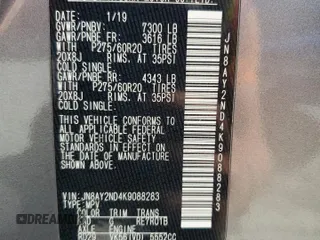 1/19
GVWR/PNBV: 7300 LB
GAWR/PNBE FR: 3616 LB
WITH P275/60R20 TIRES
20X8J RIMS. AT 35PSI
COLD SINGLE
GAWR/PNBE RR: 4343 LB
WITH P275/60R20 TIRES
20X8J RIMS. AT 35PSI
COLD SINGLE
THIS VEHICLE CONFORMS TO
ALL APPLICABLE FEDERAL MOTOR
VEHICLE SAFETY
STANDARDS IN EFFECT ON THE
DATE OF MANUFACTURE
SHOWN ABOVE.
VIN: JN8AY2ND4K9088283
TYPE: MPV
COLOR TRIM TRANS
AXLE ENGINE
5552CC
JN8AY2ND4K9088283
DREAMBID